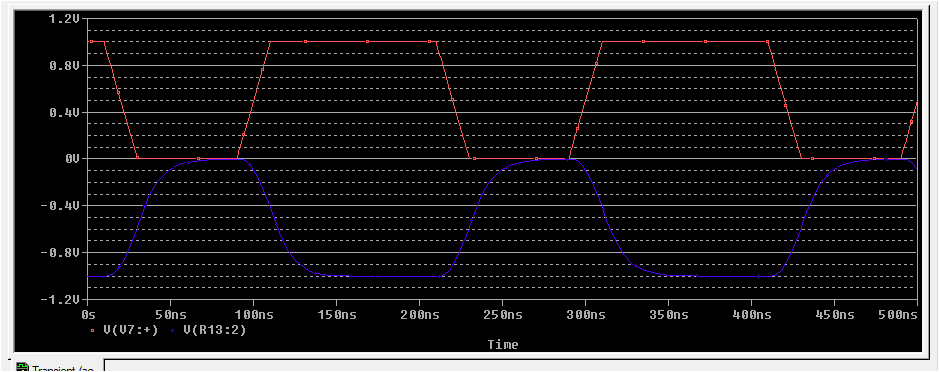 1.2V
0.8V
0.4V
0V
-0.4V
-0.8V
-1.2V
0s 50ns 100ns 150ns 200ns 250ns 300ns 350ns 400ns 450ns 500ns
V(V7:+) V(R13:2)
Time
Transient